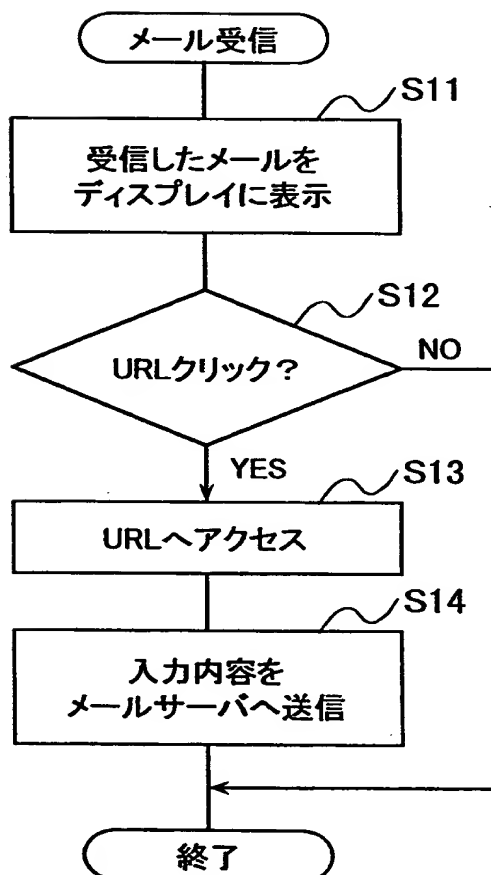 メール受信
S11
受信したメールを
ディスプレイに表示
S12
URLクリック?
NO
YES
S13
URLへアクセス
S14
入力内容を
メールサーバへ送信
終了